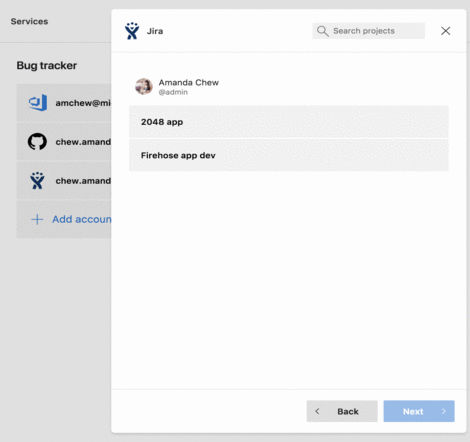 Services
Jira
Search projects
Bug tracker
Amanda Chew
@admin
amchew@mi
2048 app
chew.amand
Firehose app dev
chew.amand
Add accoun
Back
Next